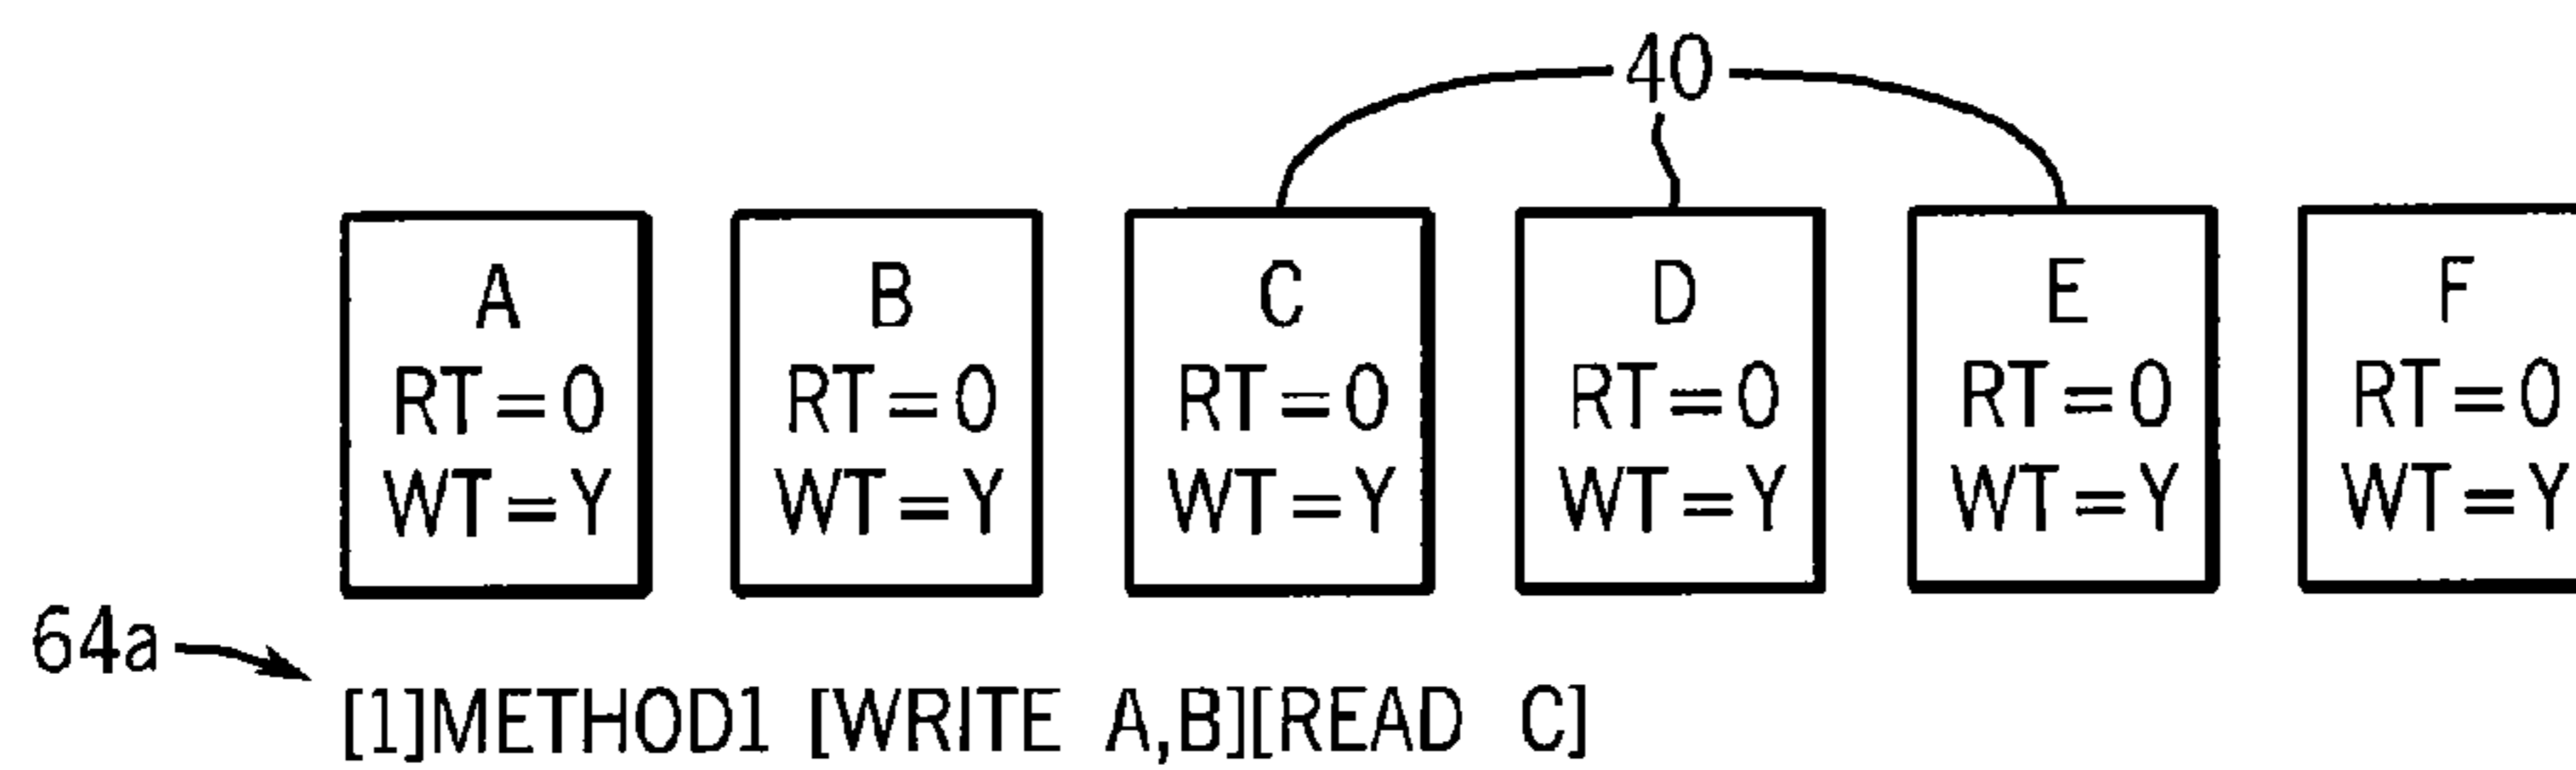 40
A B C D E F
RT=0 RT=0 RT=0 RT=0 RT=0 RT=0
WT=Y WT=Y WT=Y WT=Y WT=Y WT=Y
64a
[1]METHOD1 [WRITE A,B][READ C]